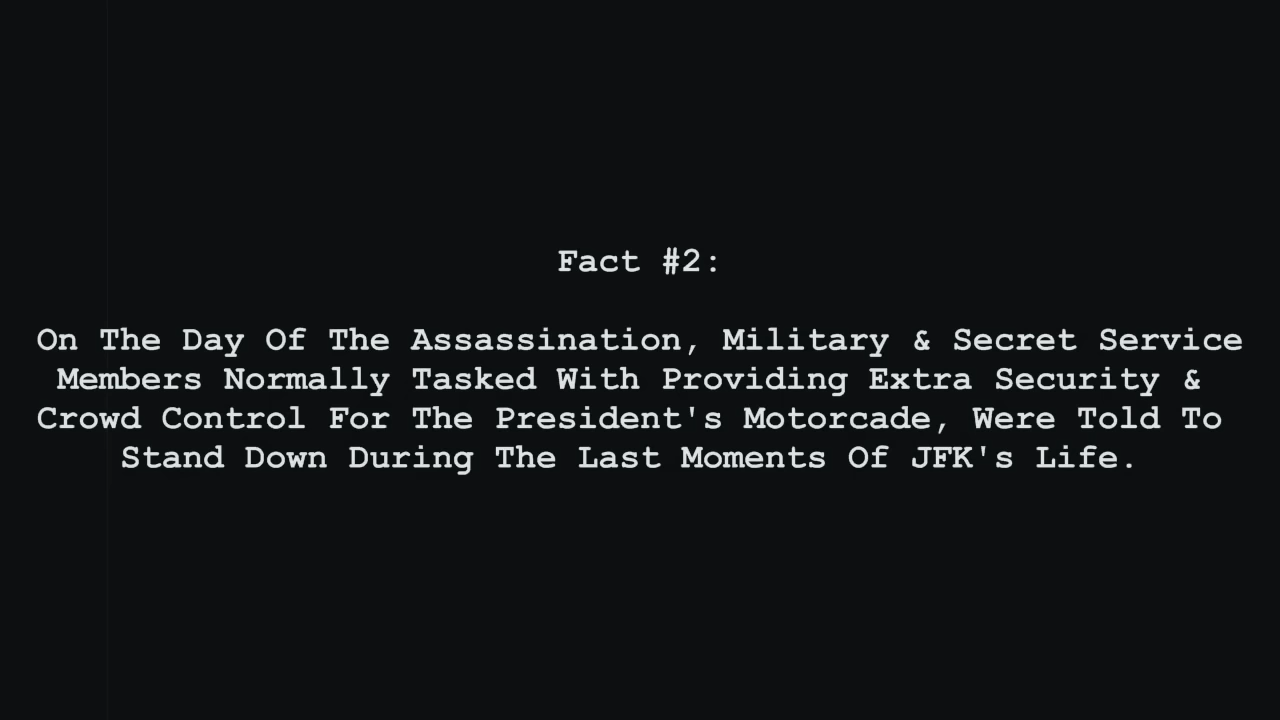 Fact #2:
On The Day Of The Assassination, Military & Secret Service
Members Normally Tasked With Providing Extra Security &
Crowd Control For The President's Motorcade, Were Told To
Stand Down During The Last Moments Of JFK's Life.